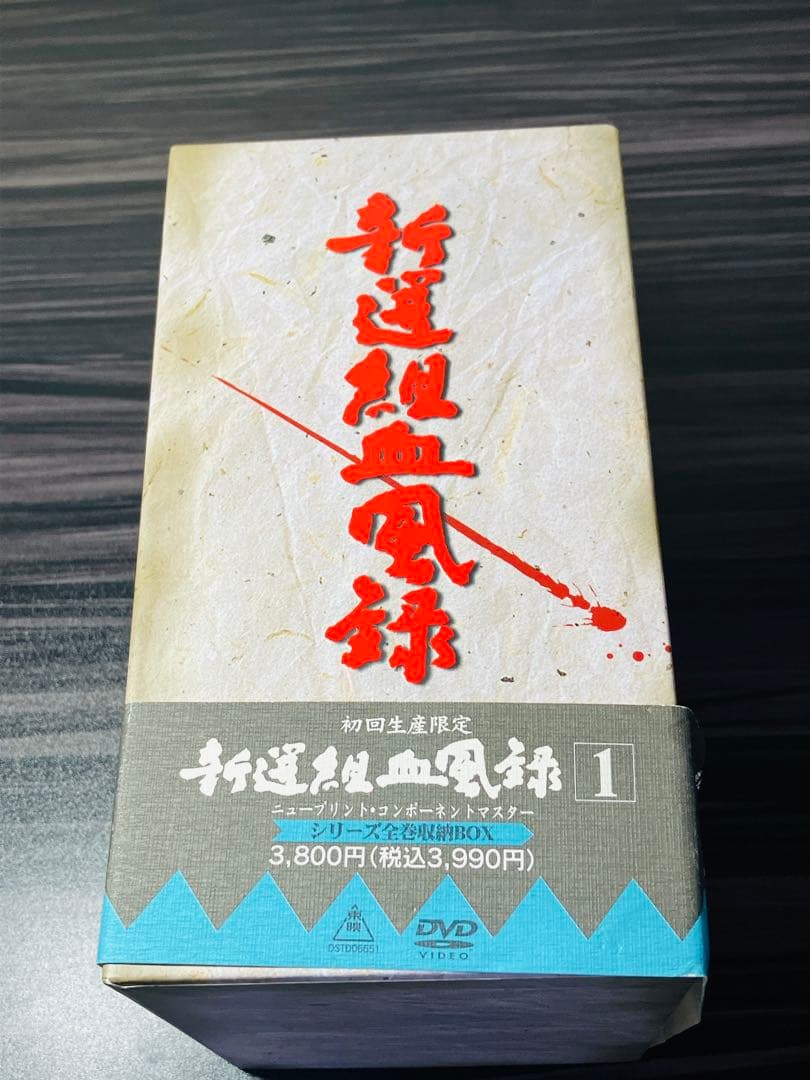 新選組血風録
初回生産限定
新選組血風録 1
ニュープリント・コンポーネントマスター
シリーズ全巻収納BOX
3,800円(税込3,990円)
東映
DSTD06651
DVD
VIDEO